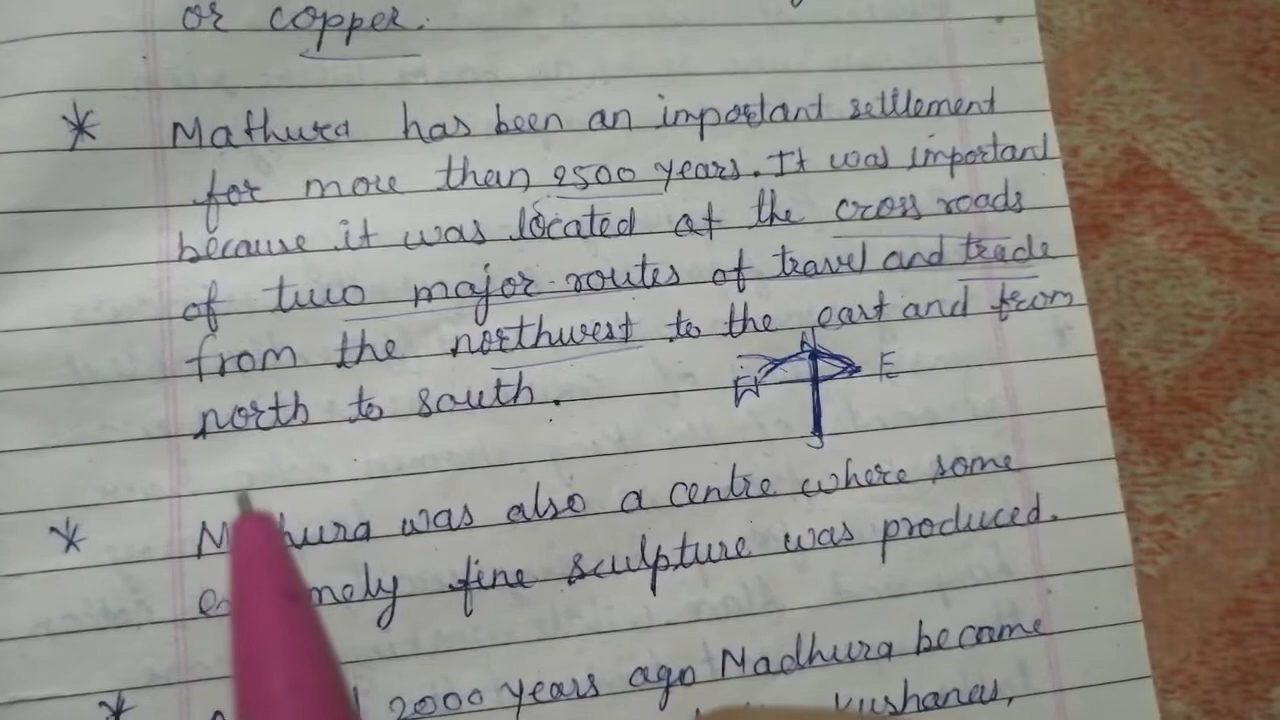 or copper.
* Mathura has been an important settlement
for more than 2500 years. It was important
because it was located at the cross roads
of two major routes of travel and trade
from the northwest to the east and from
north to south.
N
W E
S
* was also a centre where some
fine sculpture was produced.
* 2000 years ago Madhura became
Kushanas,